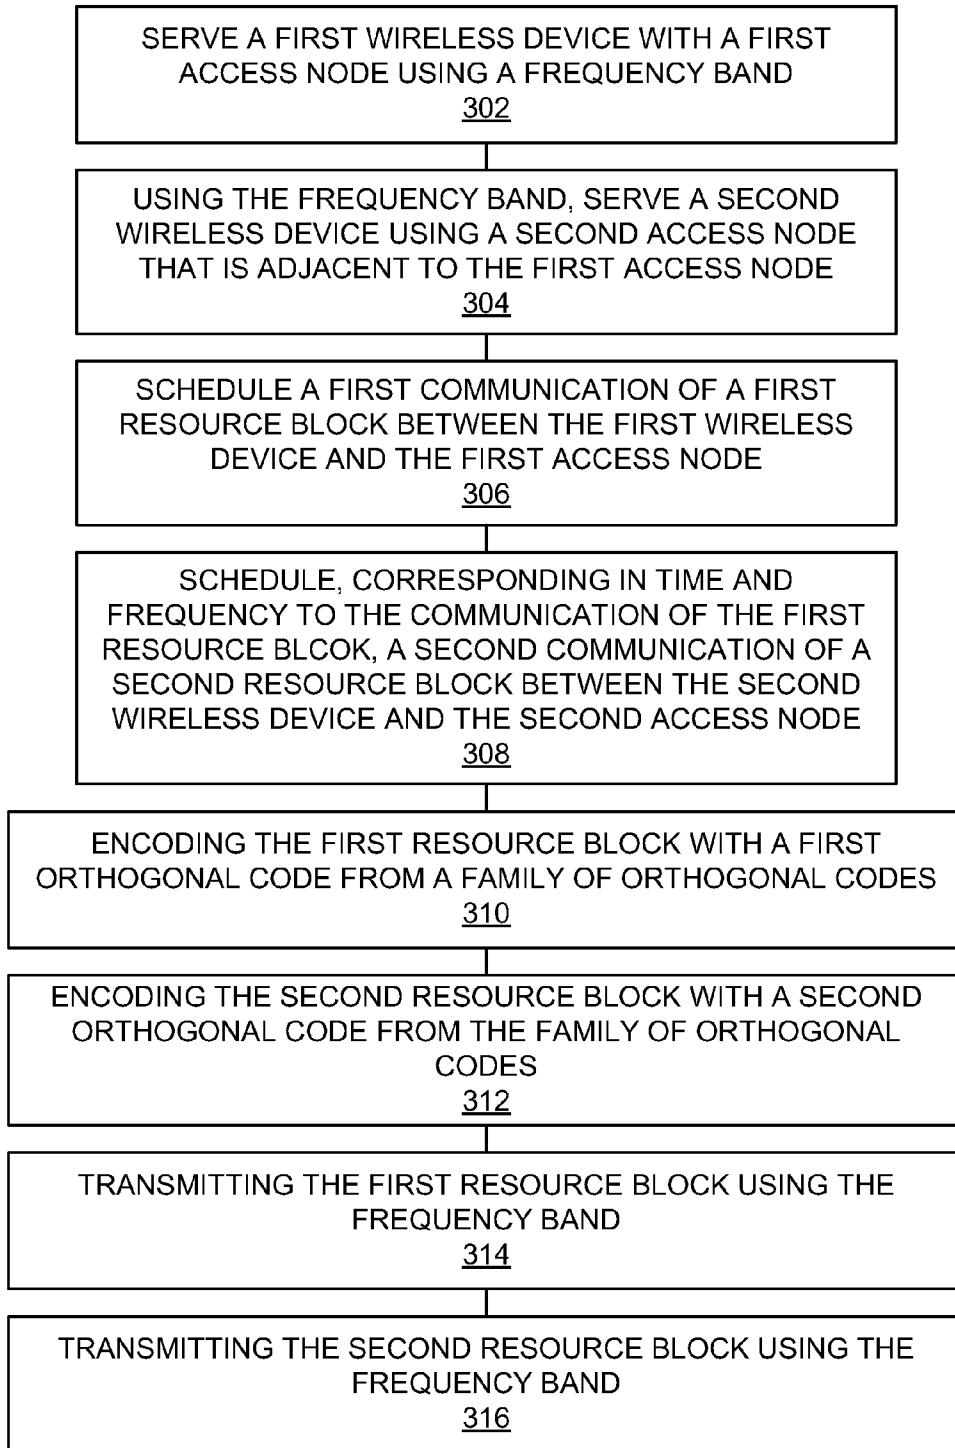 SERVE A FIRST WIRELESS DEVICE WITH A FIRST
ACCESS NODE USING A FREQUENCY BAND
302
USING THE FREQUENCY BAND, SERVE A SECOND
WIRELESS DEVICE USING A SECOND ACCESS NODE
THAT IS ADJACENT TO THE FIRST ACCESS NODE
304
SCHEDULE A FIRST COMMUNICATION OF A FIRST
RESOURCE BLOCK BETWEEN THE FIRST WIRELESS
DEVICE AND THE FIRST ACCESS NODE
306
SCHEDULE, CORRESPONDING IN TIME AND
FREQUENCY TO THE COMMUNICATION OF THE FIRST
RESOURCE BLCOK, A SECOND COMMUNICATION OF A
SECOND RESOURCE BLOCK BETWEEN THE SECOND
WIRELESS DEVICE AND THE SECOND ACCESS NODE
308
ENCODING THE FIRST RESOURCE BLOCK WITH A FIRST
ORTHOGONAL CODE FROM A FAMILY OF ORTHOGONAL CODES
310
ENCODING THE SECOND RESOURCE BLOCK WITH A SECOND
ORTHOGONAL CODE FROM THE FAMILY OF ORTHOGONAL
CODES
312
TRANSMITTING THE FIRST RESOURCE BLOCK USING THE
FREQUENCY BAND
314
TRANSMITTING THE SECOND RESOURCE BLOCK USING THE
FREQUENCY BAND
316